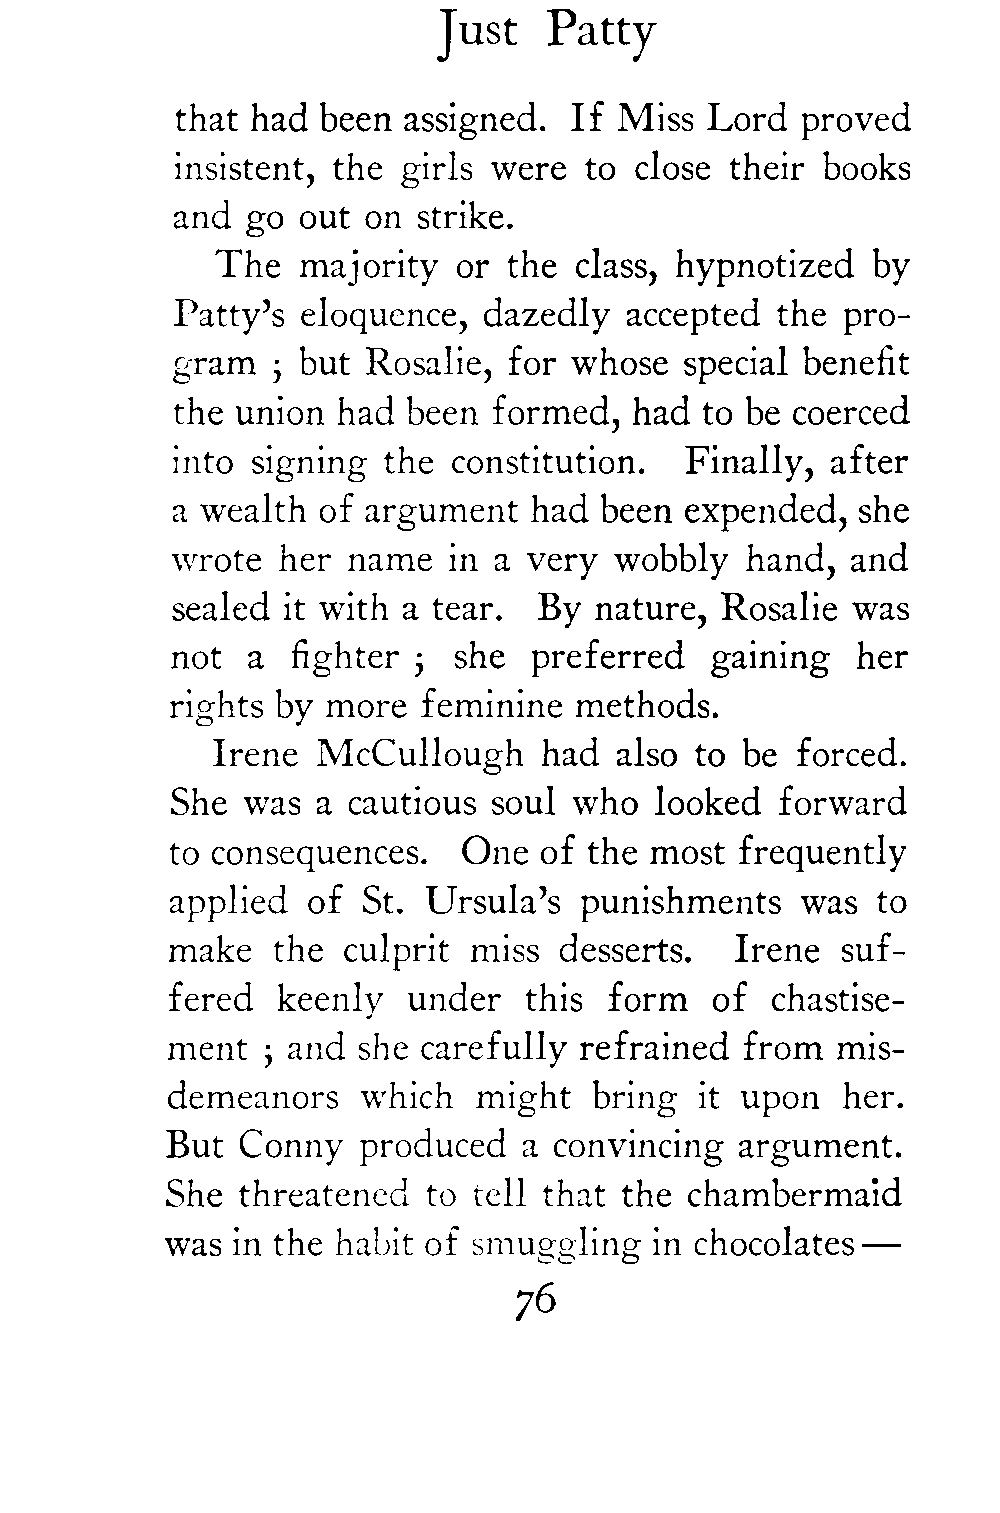 Just Patty
that had been assigned. If Miss Lord proved
insistent, the girls were to close their books
and go out on strike.
The majority or the class, hypnotized by
Patty's eloquence, dazedly accepted the pro-
gram ; but Rosalie, for whose special benefit
the union had been formed, had to be coerced
into signing the constitution. Finally, after
a wealth of argument had been expended, she
wrote her name in a very wobbly hand, and
sealed it with a tear. By nature, Rosalie was
not a fighter ; she preferred gaining her
rights by more feminine methods.
Irene McCullough had also to be forced.
She was a cautious soul who looked forward
to consequences. One of the most frequently
applied of St. Ursula's punishments was to
make the culprit miss desserts. Irene suf-
fered keenly under this form of chastise-
ment ; and she carefully refrained from mis-
demeanors which might bring it upon her.
But Conny produced a convincing argument.
She threatened to tell that the chambermaid
was in the habit of smuggling in chocolates—
76